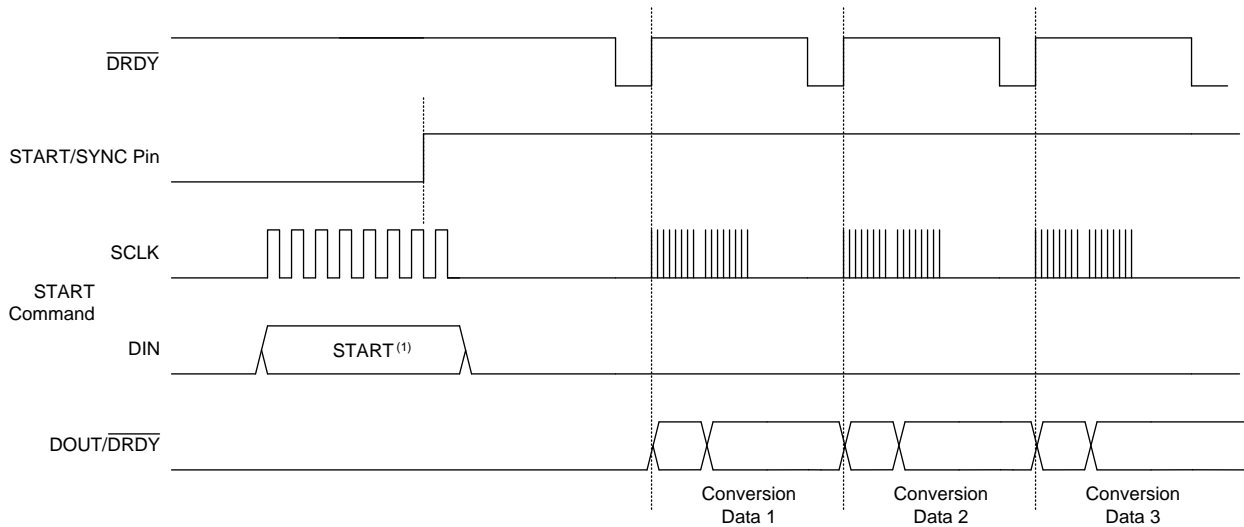 DRDY
START/SYNC Pin
SCLK
START
Command
DIN
START(1)
DOUT/DRDY
Conversion
Data 1
Conversion
Data 2
Conversion
Data 3